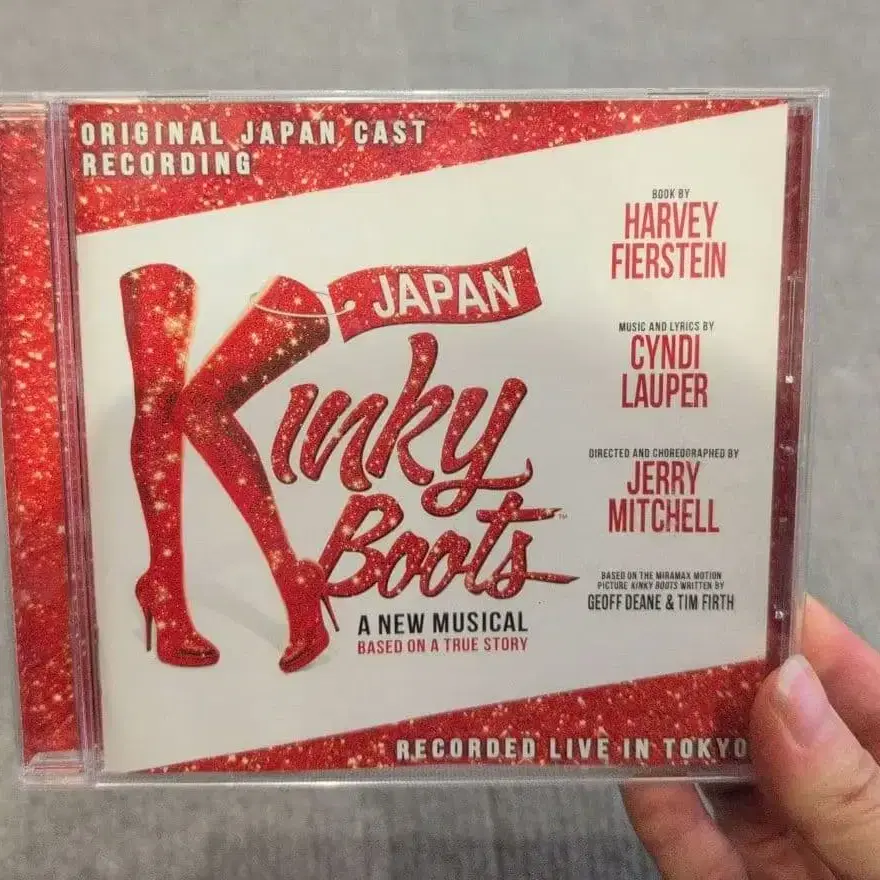 ORIGINAL JAPAN CAST
RECORDING
JAPAN
Kinky
Boots™
A NEW MUSICAL
BASED ON A TRUE STORY
BOOK BY
HARVEY
FIERSTEIN
MUSIC AND LYRICS BY
CYNDI
LAUPER
DIRECTED AND CHOREOGRAPHED BY
JERRY
MITCHELL
BASED ON THE MIRAMAX MOTION
PICTURE KINKY BOOTS WRITTEN BY
GEOFF DEANE & TIM FIRTH
RECORDED LIVE IN TOKYO